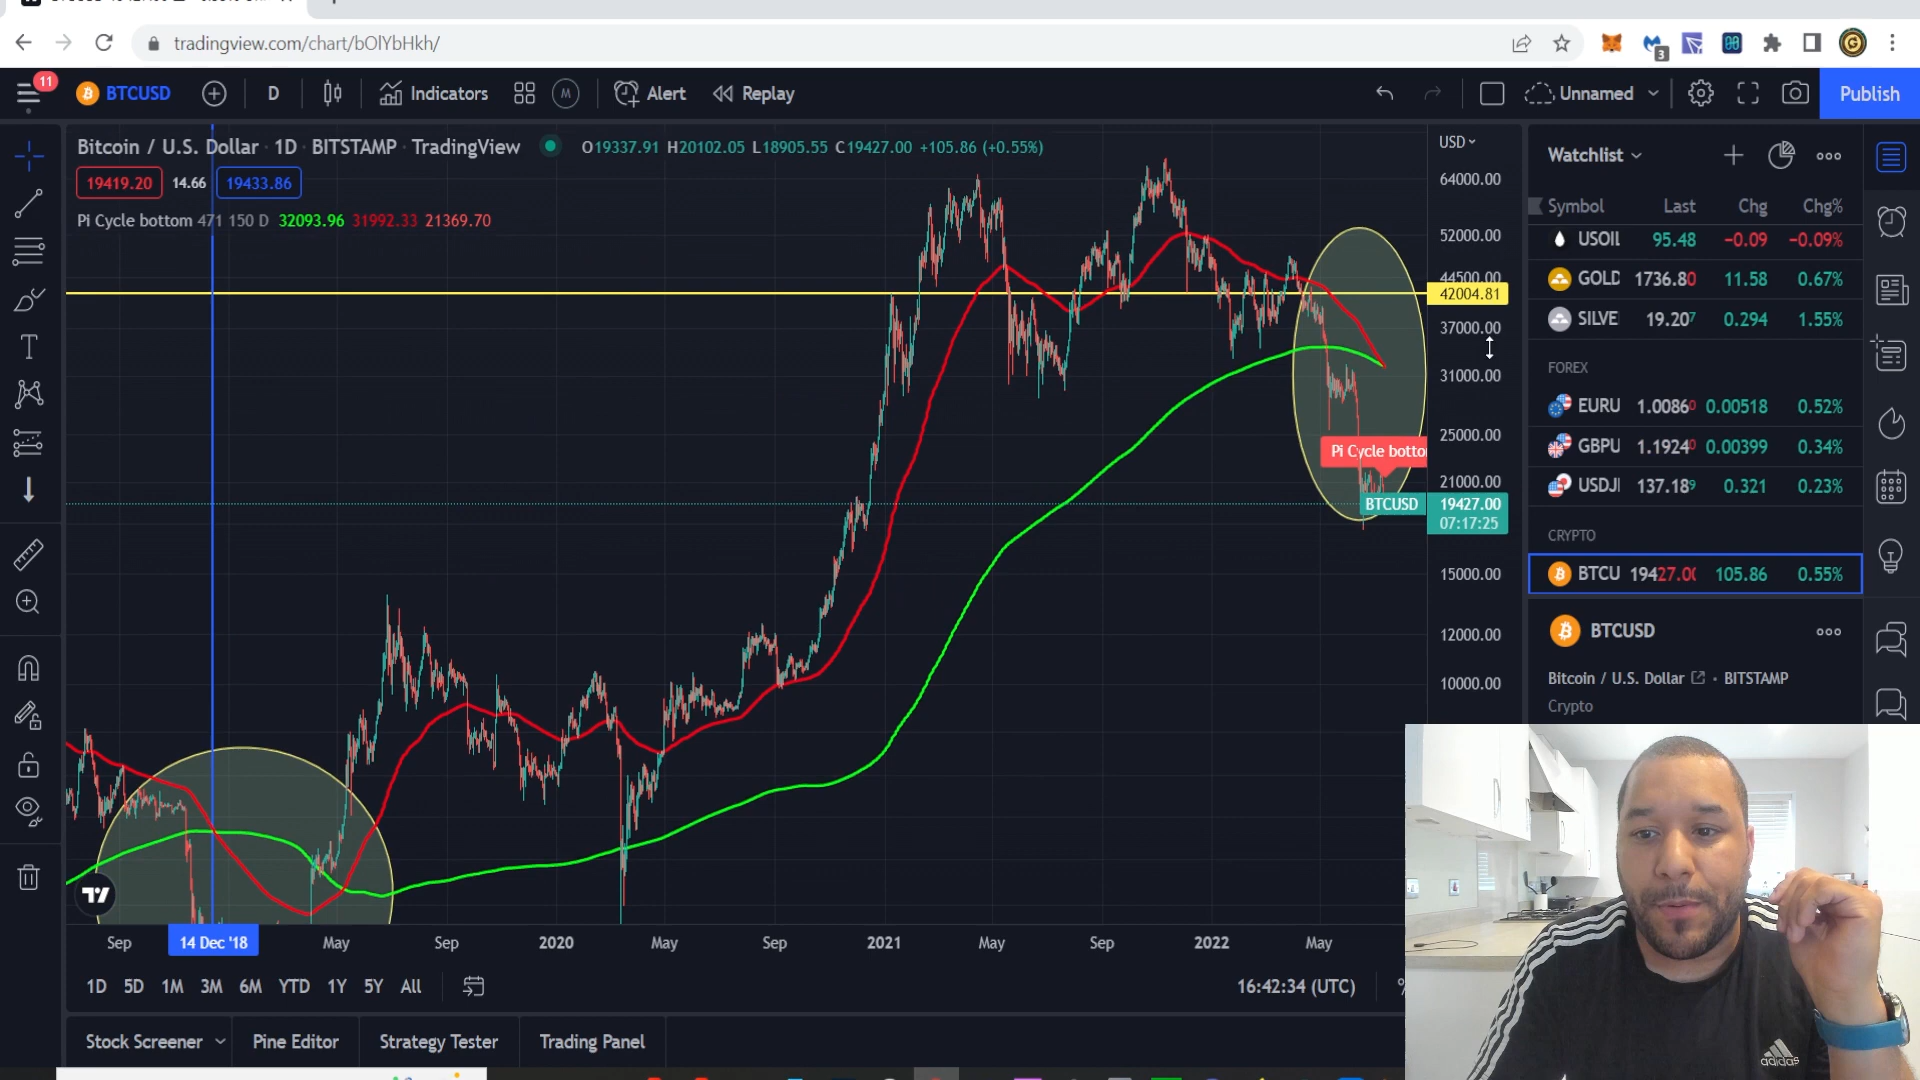 tradingview.com/chart/bOlYbHkh/
3
11
BTCUSD
D
Indicators
M
Alert
Replay
Unnamed
Publish
Bitcoin / U.S. Dollar · 1D · BITSTAMP · TradingView
O19337.91 H20102.05 L18905.55 C19427.00 +105.86 (+0.55%)
19419.20 14.66 19433.86
Pi Cycle bottom 471 150 D 32093.96 31992.33 21369.70
USD
64000.00
52000.00
44500.00
42004.81
37000.00
31000.00
25000.00
21000.00
19427.00
07:17:25
15000.00
12000.00
10000.00
Pi Cycle botto
BTCUSD
Sep
14 Dec '18
May
Sep
2020
May
Sep
2021
May
Sep
2022
May
1D 5D 1M 3M 6M YTD 1Y 5Y All
16:42:34 (UTC)
%
Stock Screener
Pine Editor
Strategy Tester
Trading Panel
Watchlist
Symbol Last Chg Chg%
USOIL 95.48 −0.09 −0.09%
GOLD 1736.80 11.58 0.67%
SILVE 19.207 0.294 1.55%
FOREX
EURU 1.00860 0.00518 0.52%
GBPU 1.19240 0.00399 0.34%
USDJ 137.189 0.321 0.23%
CRYPTO
BTCU 19427.00 105.86 0.55%
BTCUSD
Bitcoin / U.S. Dollar · BITSTAMP
Crypto
adidas